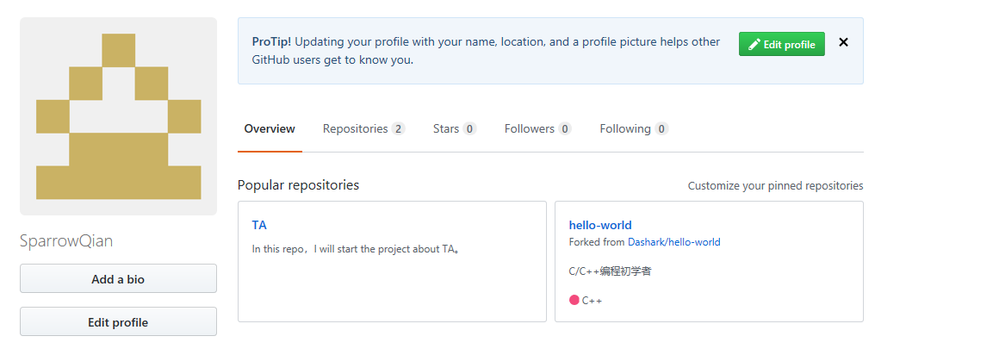 ProTip! Updating your profile with your name, location, and a profile picture helps other
GitHub users get to know you.
Edit profile
Overview Repositories 2 Stars 0 Followers 0 Following 0
Popular repositories
Customize your pinned repositories
TA
In this repo，I will start the project about TA。
hello-world
Forked from Dashark/hello-world
C/C++编程初学者
C++
SparrowQian
Add a bio
Edit profile